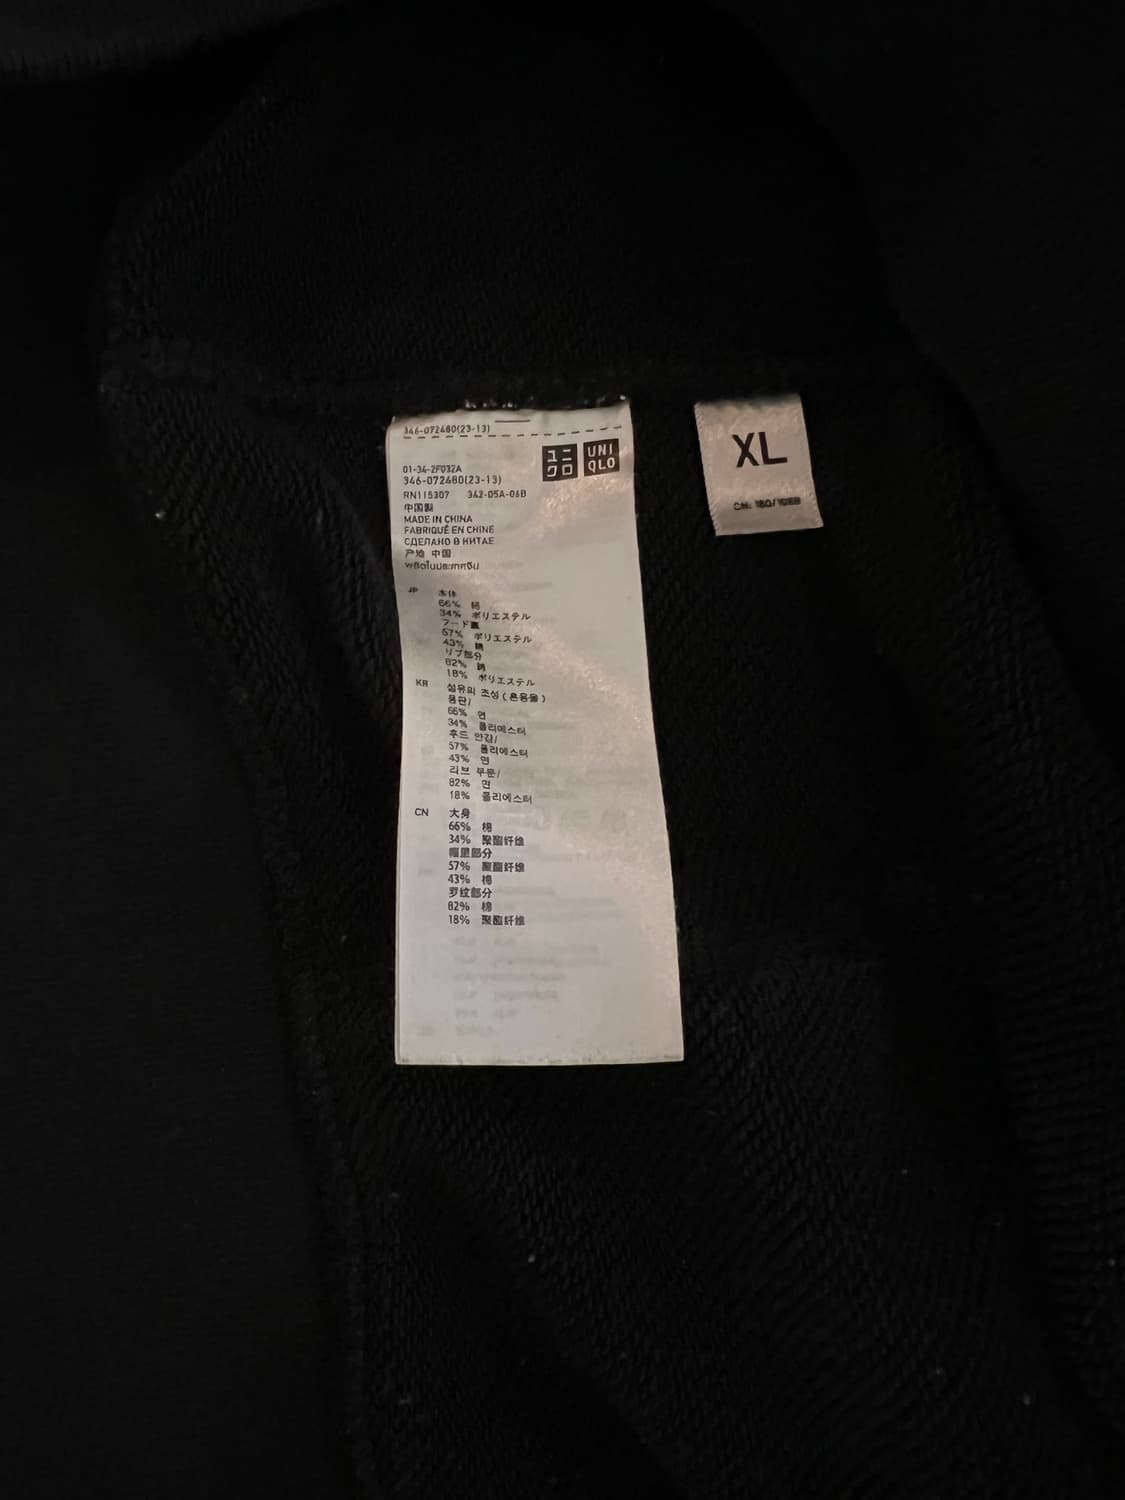 346-072480(23-13)
ユニ
クロ
UNI
QLO
01-34-2F032A
346-072480(23-13)
RN115307 342-05A-06B
中国製
MADE IN CHINA
FABRIQUÉ EN CHINE
СДЕЛАНО В КИТАЕ
产地 中国
JP 本体
66% 綿
34% ポリエステル
フード裏
57% ポリエステル
43% 綿
リブ部分
82% 綿
18% ポリエステル
KR 섬유의 조성 (혼용율)
몸판/
66% 면
34% 폴리에스터
후드 안감/
57% 폴리에스터
43% 면
리브 부분/
82% 면
18% 폴리에스터
CN 大身
66% 棉
34% 聚酯纤维
帽里部分
57% 聚酯纤维
43% 棉
罗纹部分
82% 棉
18% 聚酯纤维
XL
CN: